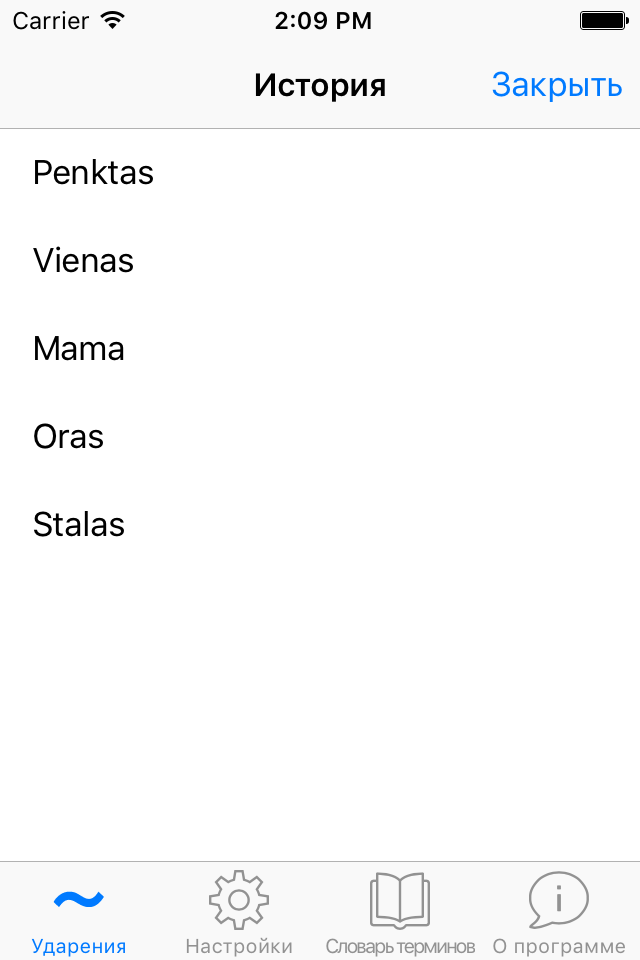 Carrier 2:09 PM
История Закрыть
Penktas
Vienas
Mama
Oras
Stalas
Ударения Настройки Словарь терминов О программе